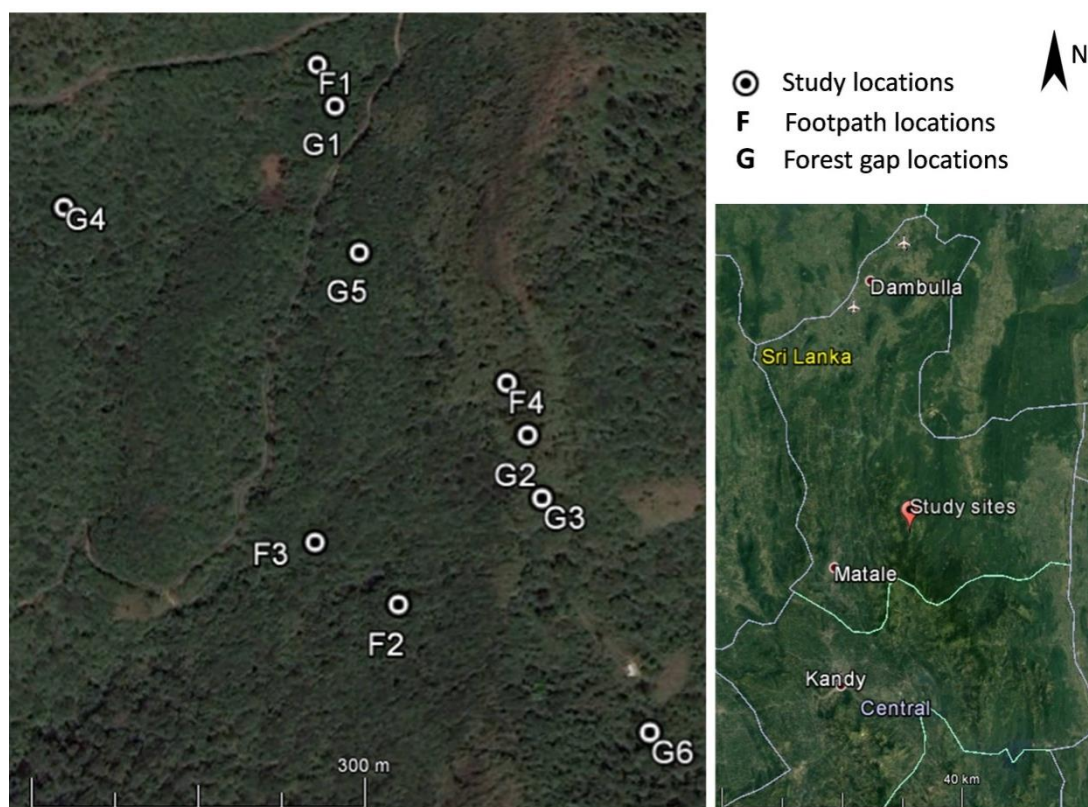 F1
G1
G4
G5
F4
G2
G3
F3
F2
G6
300 m
N
Study locations
F Footpath locations
G Forest gap locations
Dambulla
Sri Lanka
Study sites
Matale
Kandy
Central
40 km